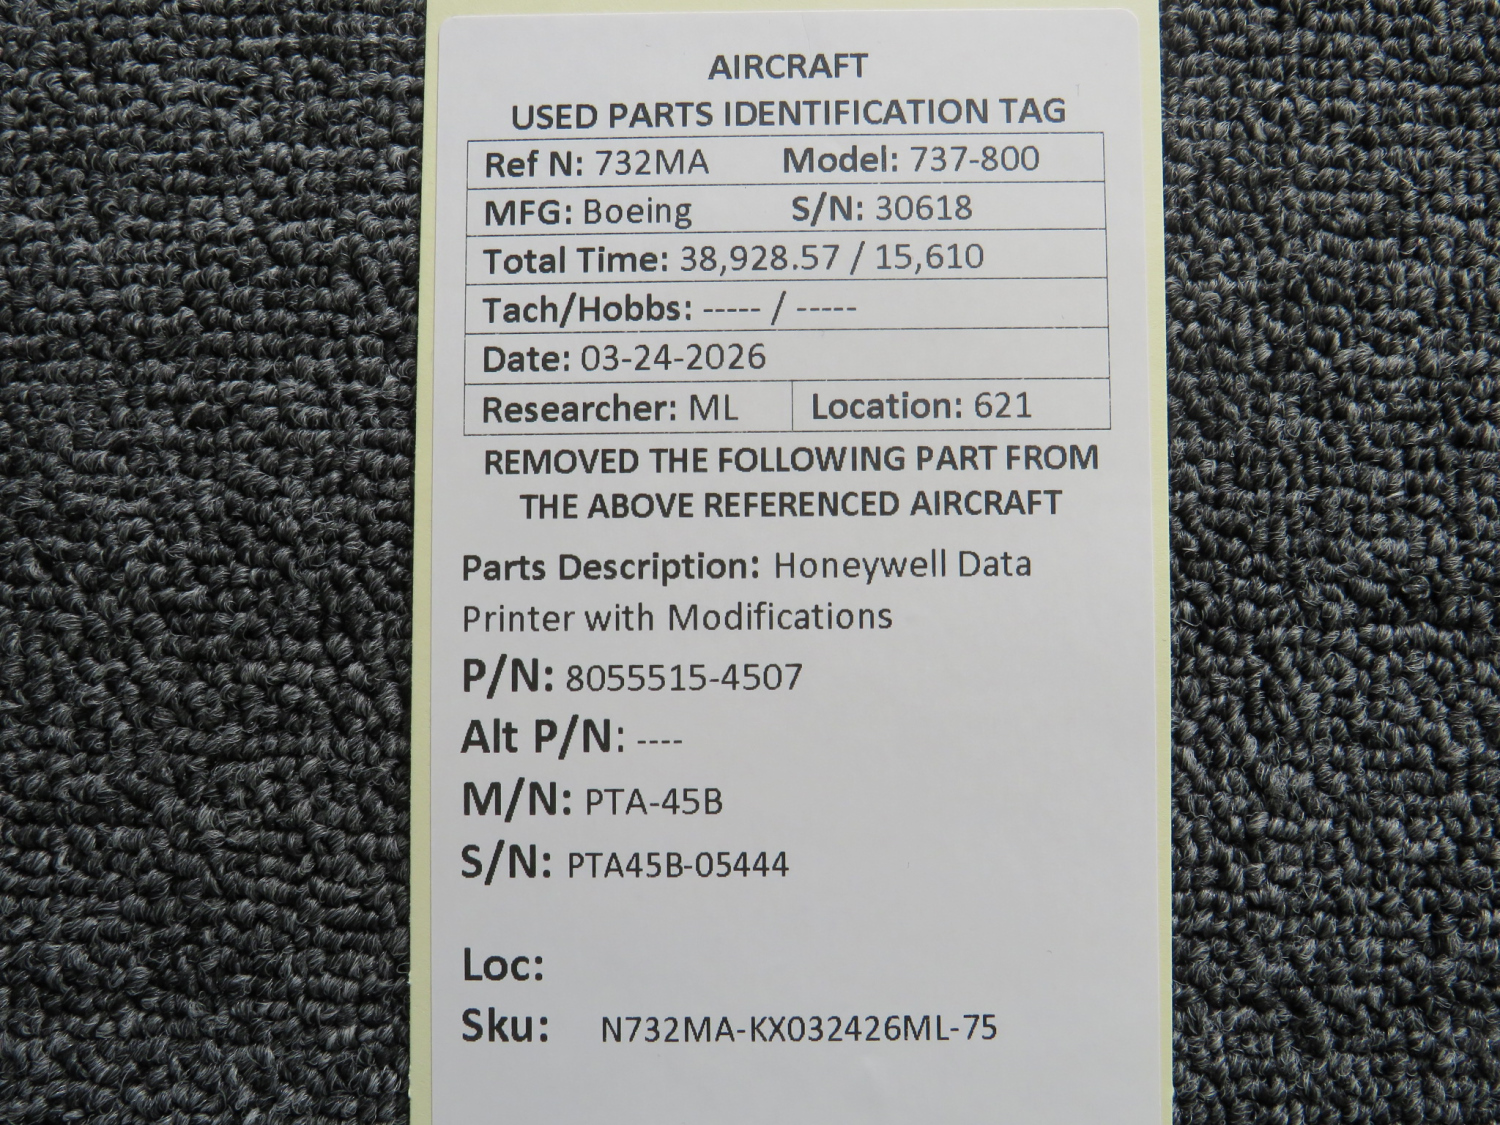 AIRCRAFT
USED PARTS IDENTIFICATION TAG
Ref N: 732MA Model: 737-800
MFG: Boeing S/N: 30618
Total Time: 38,928.57 / 15,610
Tach/Hobbs: ----- / -----
Date: 03-24-2026
Researcher: ML Location: 621
REMOVED THE FOLLOWING PART FROM
THE ABOVE REFERENCED AIRCRAFT
Parts Description: Honeywell Data
Printer with Modifications
P/N: 8055515-4507
Alt P/N: ----
M/N: PTA-45B
S/N: PTA45B-05444
Loc:
Sku: N732MA-KX032426ML-75